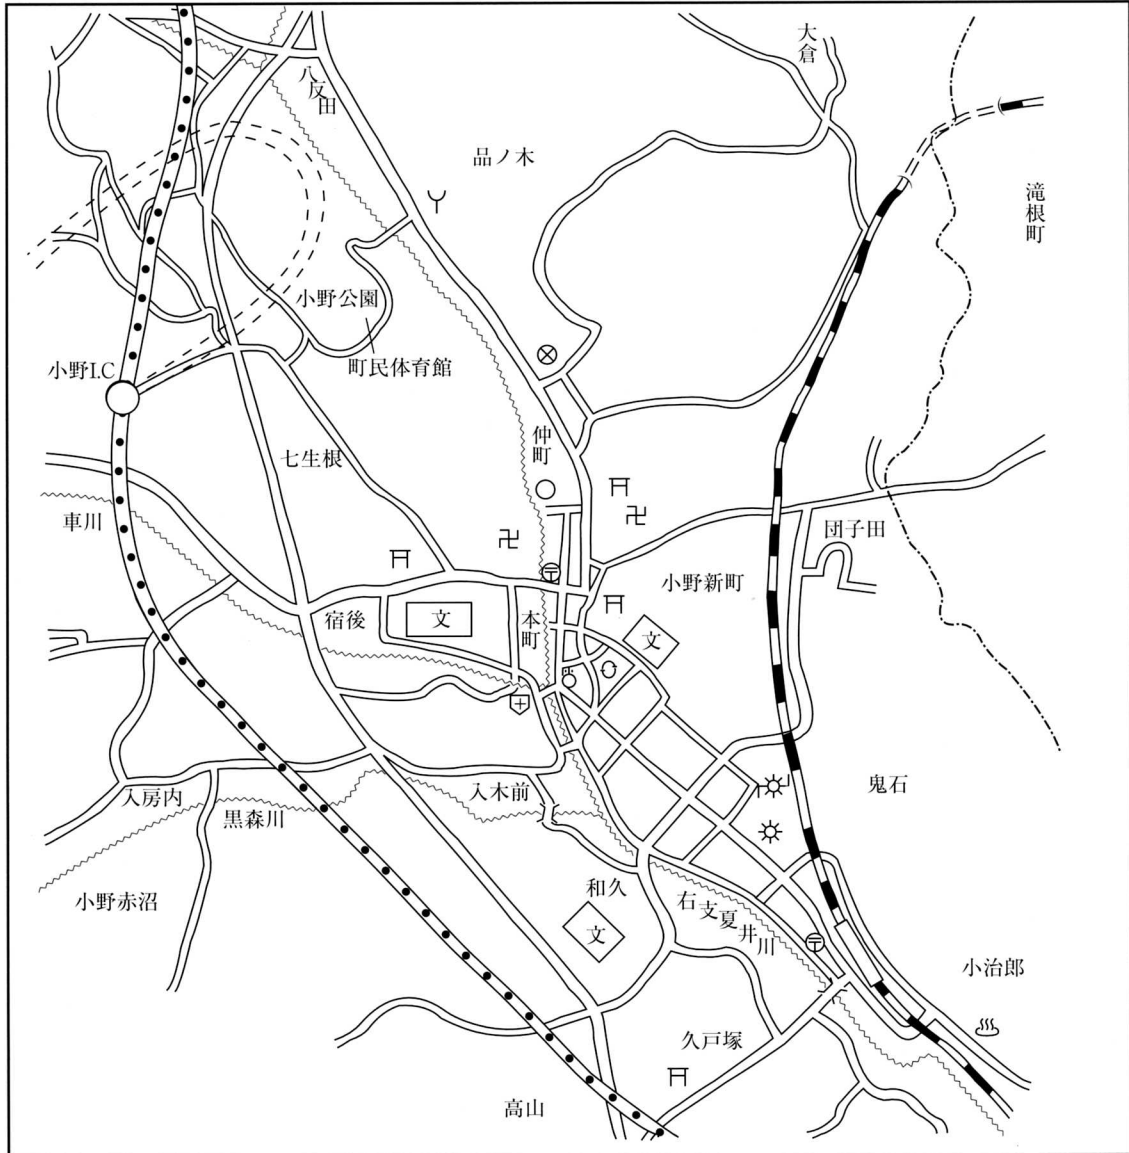 大倉
八反田
品ノ木
滝根町
小野公園
町民体育館
小野I.C
仲町
七生根
車川
団子田
小野新町
宿後
文
本町
文
入木前
鬼石
入房内
黒森川
小野赤沼
和久
文
右支夏井川
小治郎
久戸塚
高山